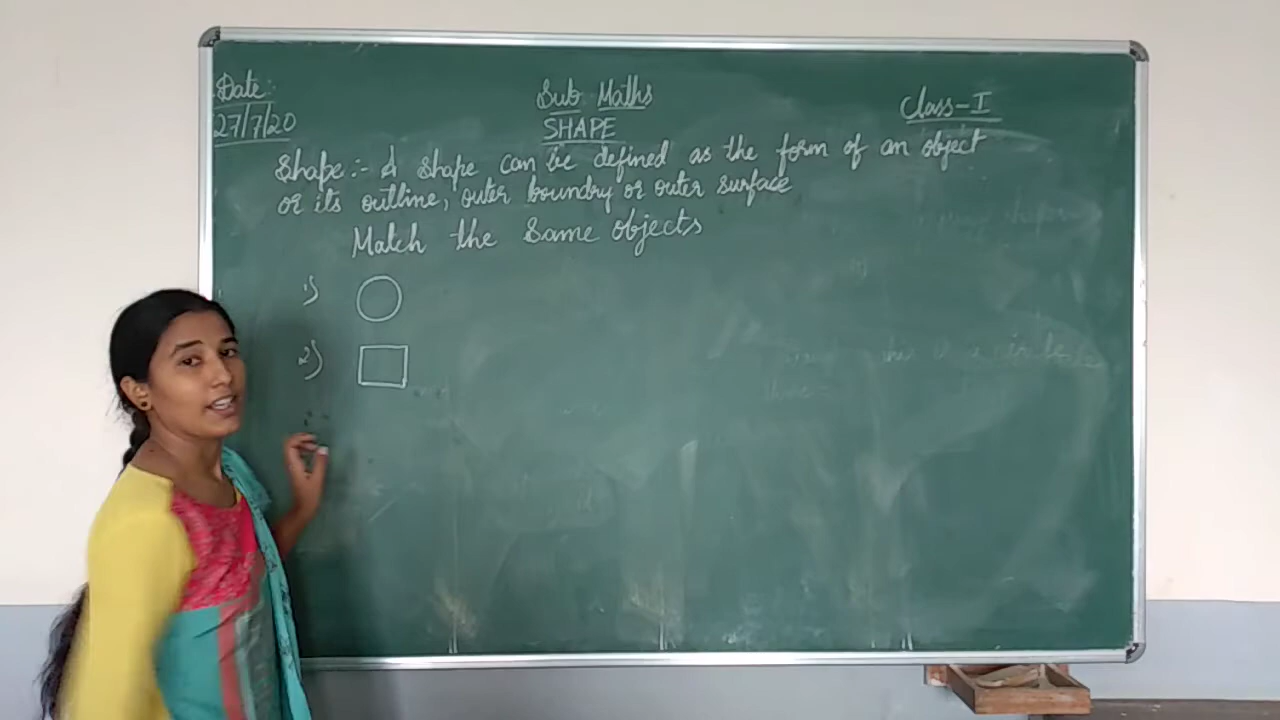 Date:
27/7/20
Sub Maths
SHAPE
Class-I
Shape:- A shape can be defined as the form of an object
or its outline, outer boundry or outer surface
Match the Same objects
1)
2)